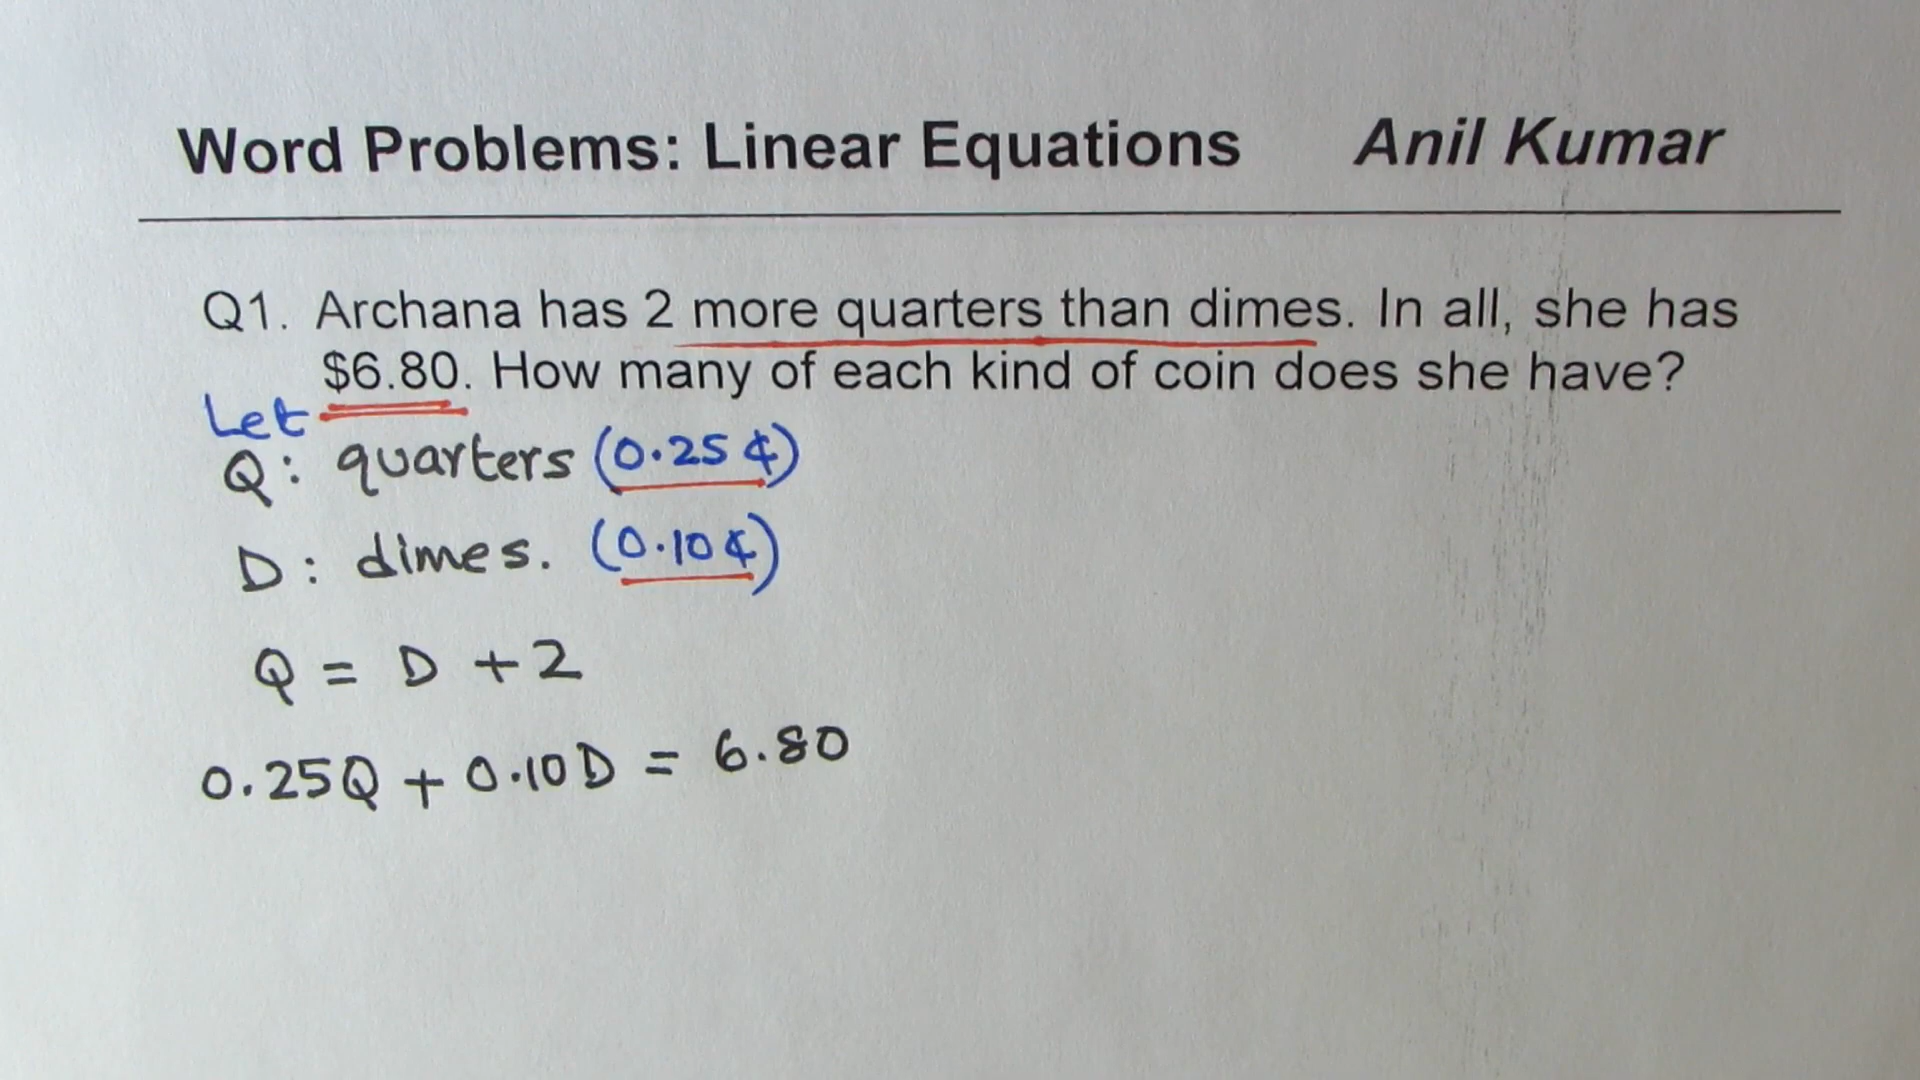 Word Problems: Linear Equations Anil Kumar
Q1. Archana has 2 more quarters than dimes. In all, she has
$6.80. How many of each kind of coin does she have?
Let
Q: quarters (0.25 ¢)
D: dimes. (0.10 ¢)
Q = D + 2
0.25Q + 0.10D = 6.80